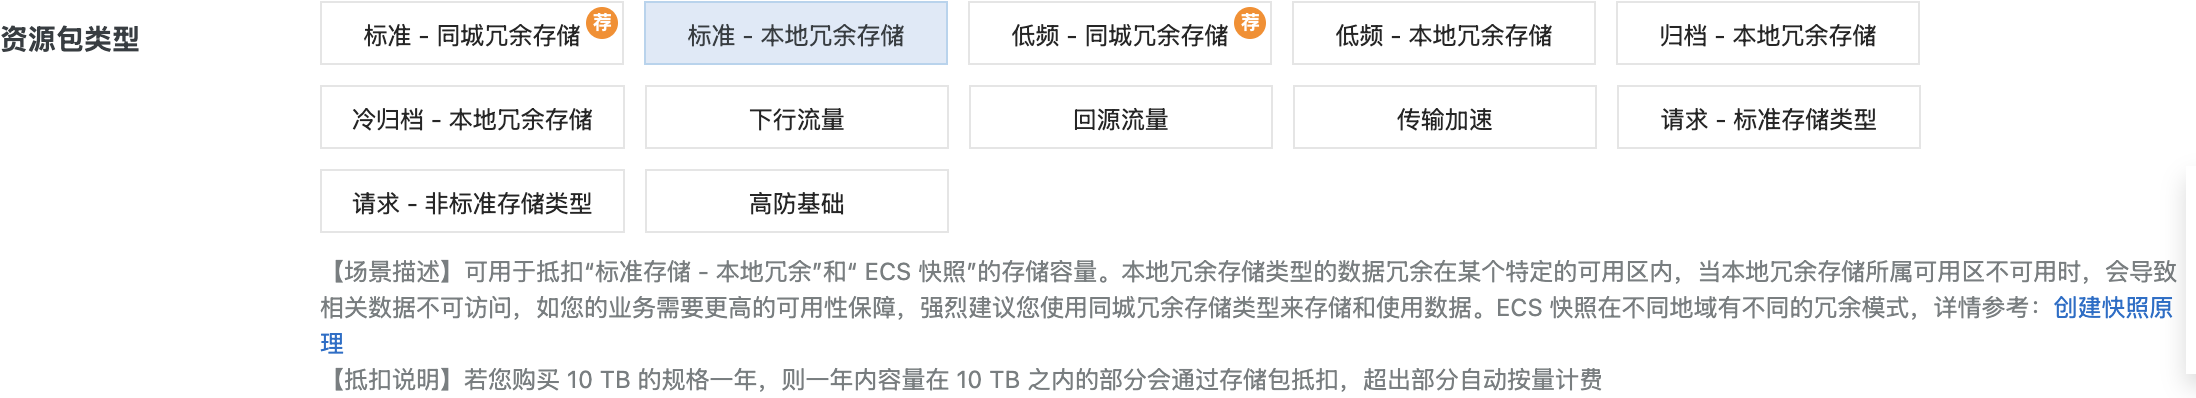 资源包类型
标准 - 同城冗余存储 荐 标准 - 本地冗余存储 低频 - 同城冗余存储 荐 低频 - 本地冗余存储 归档 - 本地冗余存储
冷归档 - 本地冗余存储 下行流量 回源流量 传输加速 请求 - 标准存储类型
请求 - 非标准存储类型 高防基础
【场景描述】可用于抵扣“标准存储 - 本地冗余”和“ ECS 快照”的存储容量。本地冗余存储类型的数据冗余在某个特定的可用区内，当本地冗余存储所属可用区不可用时，会导致
相关数据不可访问，如您的业务需要更高的可用性保障，强烈建议您使用同城冗余存储类型来存储和使用数据。ECS 快照在不同地域有不同的冗余模式，详情参考：创建快照原
理
【抵扣说明】若您购买 10 TB 的规格一年，则一年内容量在 10 TB 之内的部分会通过存储包抵扣，超出部分自动按量计费